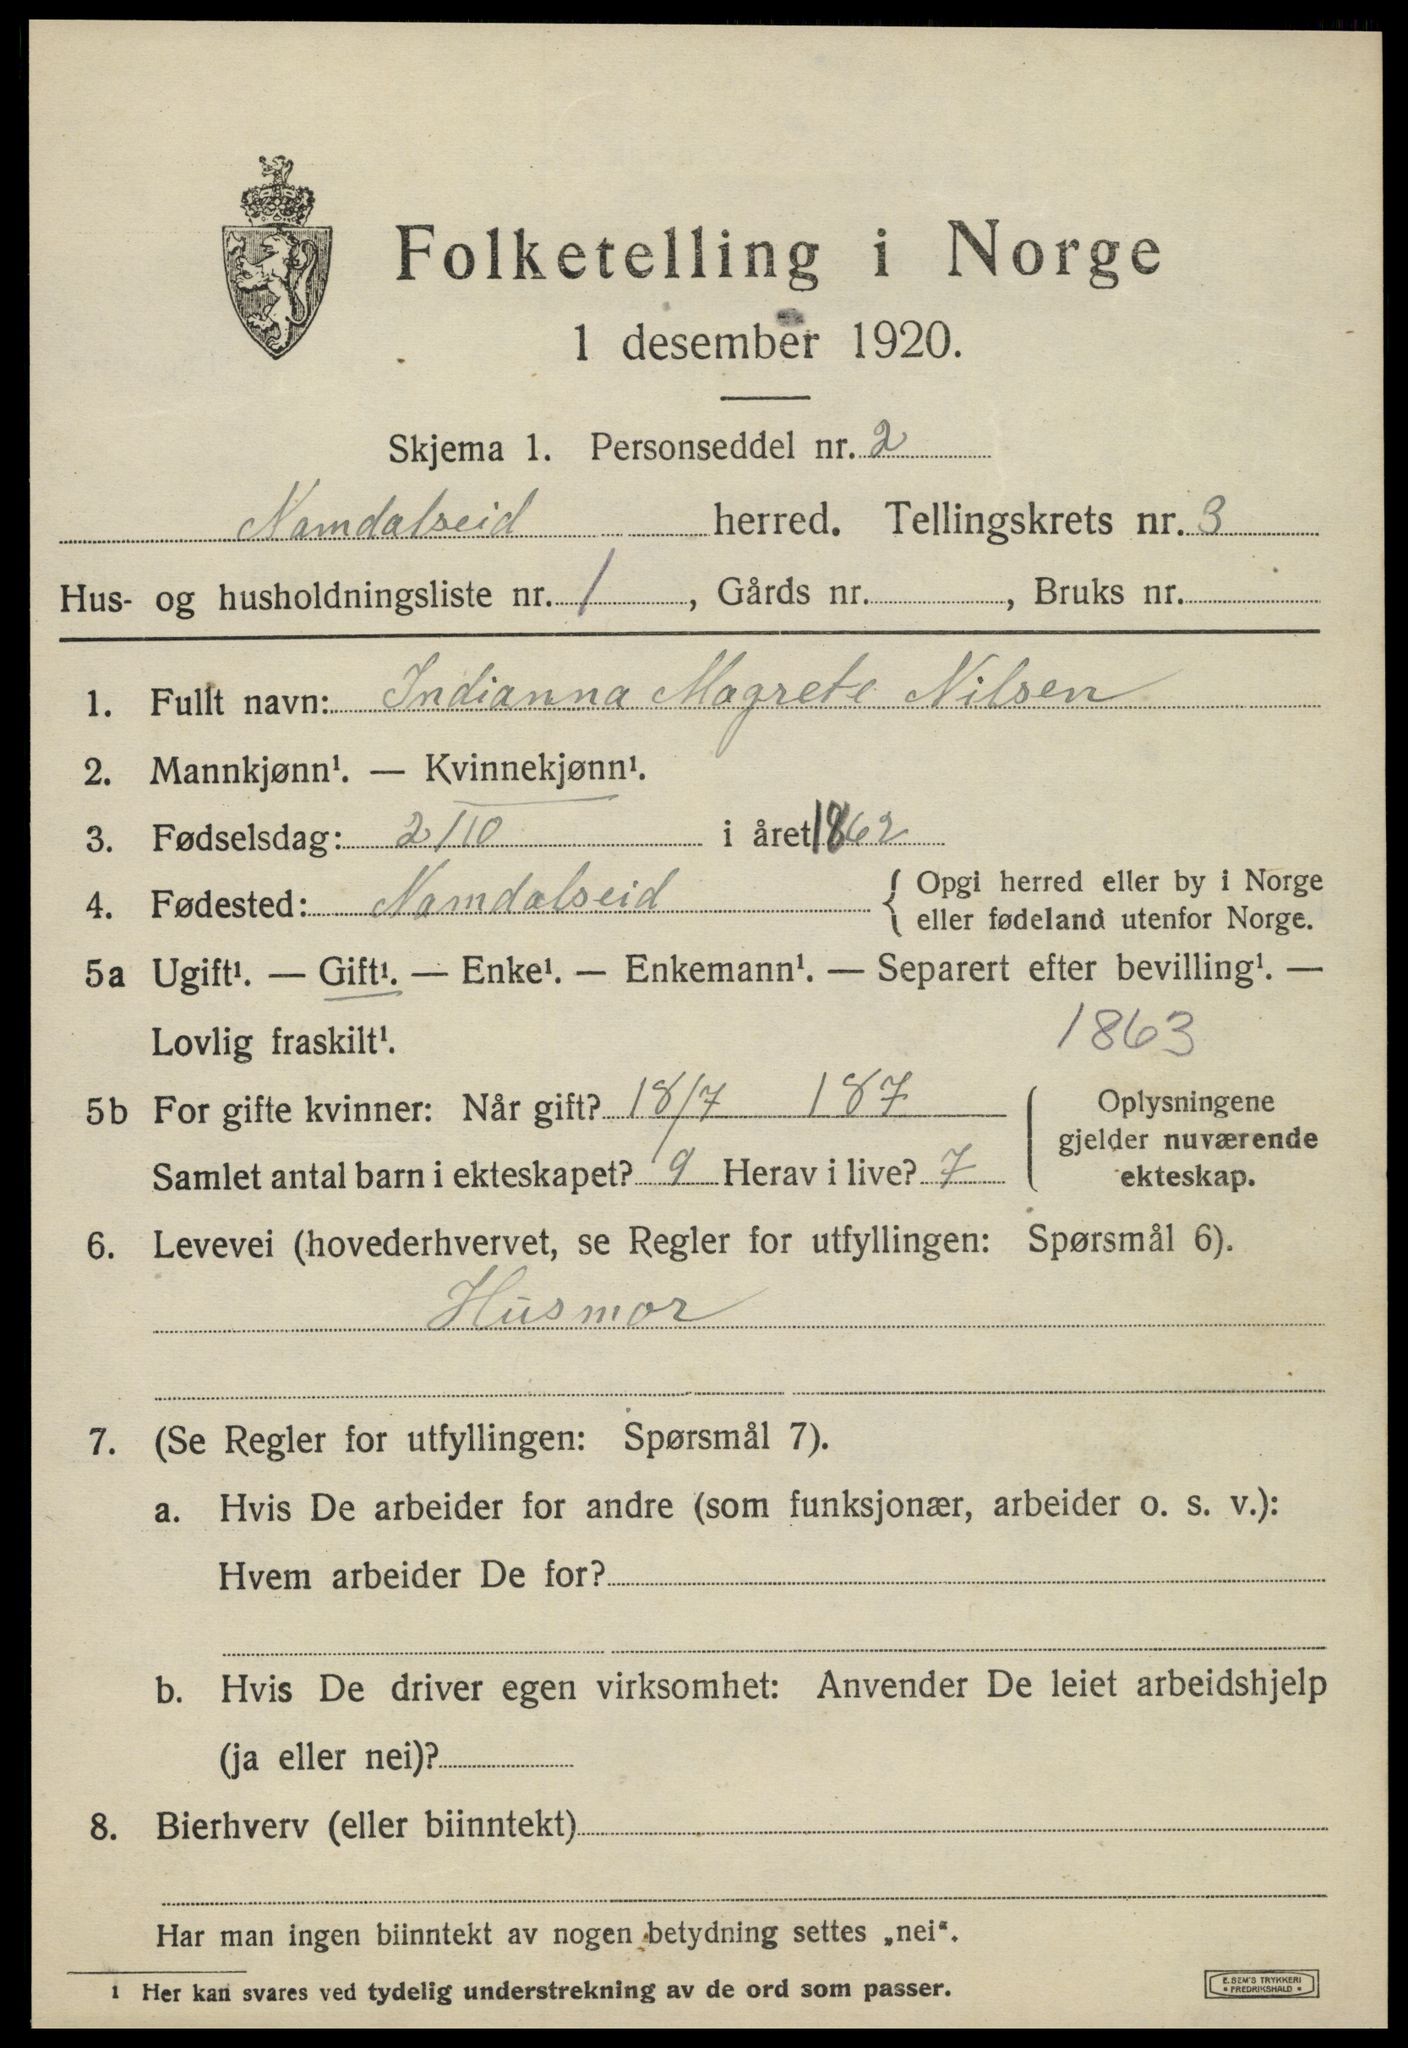 Folketelling i Norge
1 desember 1920.
Skjema 1. Personseddel nr. 2
Namdalseid herred. Tellingskrets nr. 3
Hus- og husholdningsliste nr. 1, Gårds nr. , Bruks nr.
1. Fullt navn: Indianna Magrete Nilsen
2. Mannkjønn¹. — Kvinnekjønn¹.
3. Fødselsdag: 2/10 i året 1862
4. Fødested: Namdalseid { Opgi herred eller by i Norge
eller fødeland utenfor Norge.
5a Ugift¹. — Gift¹. — Enke¹. — Enkemann¹. — Separert efter bevilling¹. —
Lovlig fraskilt¹. 1863
5b For gifte kvinner: Når gift? 18/7 187 { Oplysningene
gjelder nuværende
Samlet antal barn i ekteskapet? 9 Herav i live? 7 ekteskap.
6. Levevei (hovederhvervet, se Regler for utfyllingen: Spørsmål 6).
Husmor
7. (Se Regler for utfyllingen: Spørsmål 7).
a. Hvis De arbeider for andre (som funksjonær, arbeider o. s. v.):
Hvem arbeider De for?
b. Hvis De driver egen virksomhet: Anvender De leiet arbeidshjelp
(ja eller nei)?
8. Bierhverv (eller biinntekt)
Har man ingen biinntekt av nogen betydning settes „nei“.
¹ Her kan svares ved tydelig understrekning av de ord som passer.
E. SEM'S TRYKKERI
* FREDRIKSHALD *